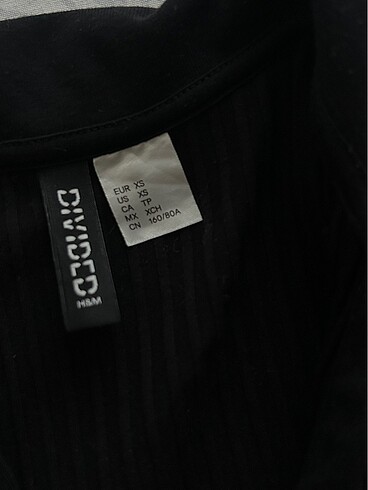 DIVIDED
H&M
EUR XS
US XS
CA TP
MX XCH
CN 160/80A